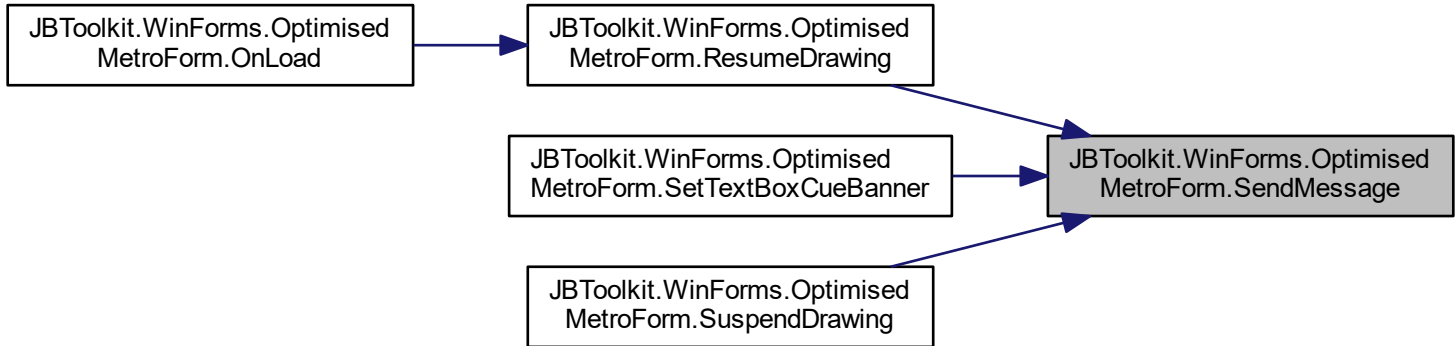 JBToolkit.WinForms.Optimised
MetroForm.OnLoad
JBToolkit.WinForms.Optimised
MetroForm.ResumeDrawing
JBToolkit.WinForms.Optimised
MetroForm.SetTextBoxCueBanner
JBToolkit.WinForms.Optimised
MetroForm.SendMessage
JBToolkit.WinForms.Optimised
MetroForm.SuspendDrawing